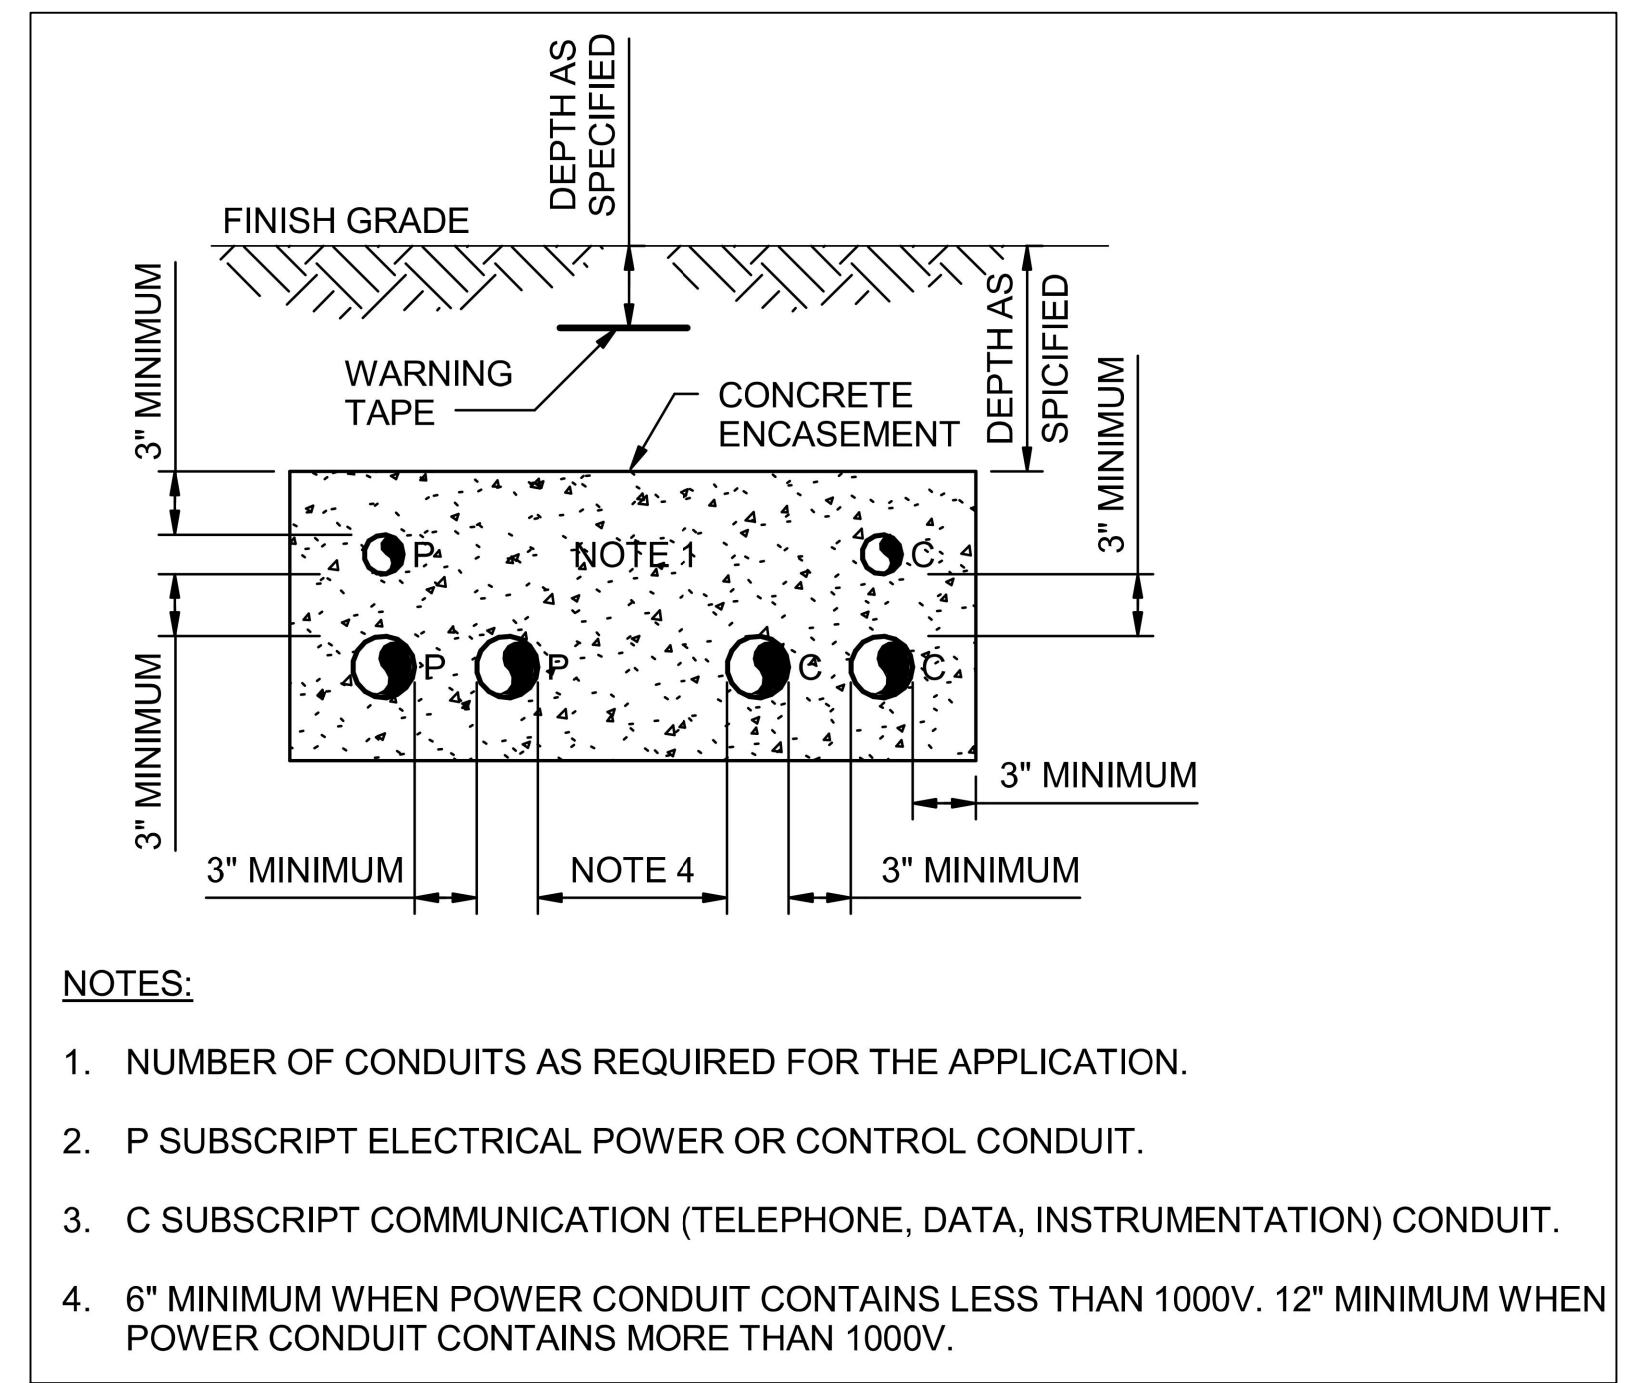 DEPTH AS
SPECIFIED
FINISH GRADE
3" MINIMUM
WARNING
TAPE
CONCRETE
ENCASEMENT
DEPTH AS
SPICIFIED
3" MINIMUM
P
NOTE 1
C
P
P
C
C
3" MINIMUM
3" MINIMUM
3" MINIMUM
NOTE 4
3" MINIMUM
NOTES:
1. NUMBER OF CONDUITS AS REQUIRED FOR THE APPLICATION.
2. P SUBSCRIPT ELECTRICAL POWER OR CONTROL CONDUIT.
3. C SUBSCRIPT COMMUNICATION (TELEPHONE, DATA, INSTRUMENTATION) CONDUIT.
4. 6" MINIMUM WHEN POWER CONDUIT CONTAINS LESS THAN 1000V. 12" MINIMUM WHEN
POWER CONDUIT CONTAINS MORE THAN 1000V.